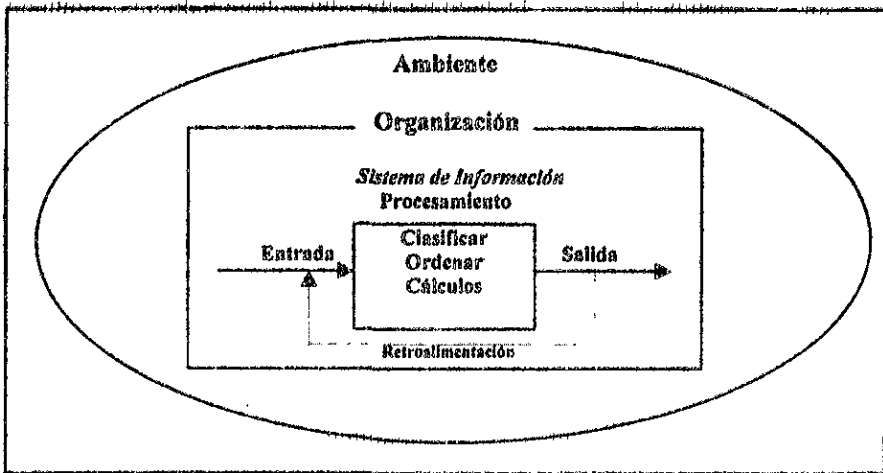 Ambiente
Organización
Sistema de Información
Procesamiento
Entrada
Clasificar
Ordenar
Cálculos
Salida
Retroalimentación